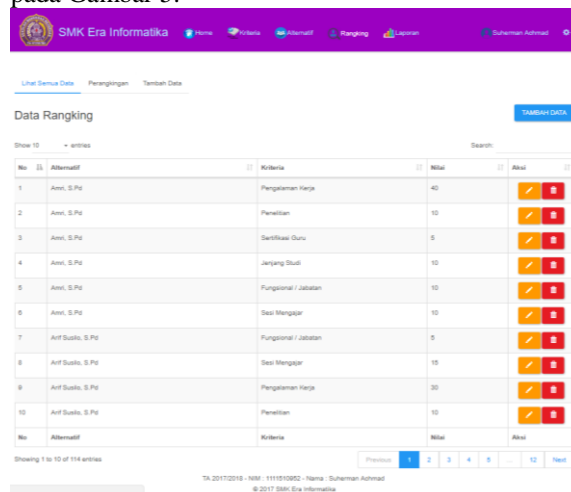 pada Gambar 5.
SMK Era Informatika Home Kriteria Alternatif Rangking Laporan Suherman Achmad
Lihat Semua Data Perangkingan Tambah Data
Data Rangking TAMBAH DATA
Show 10 entries Search:
No Alternatif Kriteria Nilai Aksi
1 Amri, S.Pd Pengalaman Kerja 40
2 Amri, S.Pd Penelitian 10
3 Amri, S.Pd Sertifikasi Guru 5
4 Amri, S.Pd Jenjang Studi 10
5 Amri, S.Pd Fungsional / Jabatan 10
6 Amri, S.Pd Sesi Mengajar 10
7 Arif Susilo, S.Pd Fungsional / Jabatan 5
8 Arif Susilo, S.Pd Sesi Mengajar 15
9 Arif Susilo, S.Pd Pengalaman Kerja 30
10 Arif Susilo, S.Pd Penelitian 10
No Alternatif Kriteria Nilai Aksi
Showing 1 to 10 of 114 entries Previous 1 2 3 4 5 ... 12 Next
TA 2017/2018 - NIM : 1111510952 - Nama : Suherman Achmad
© 2017 SMK Era Informatika